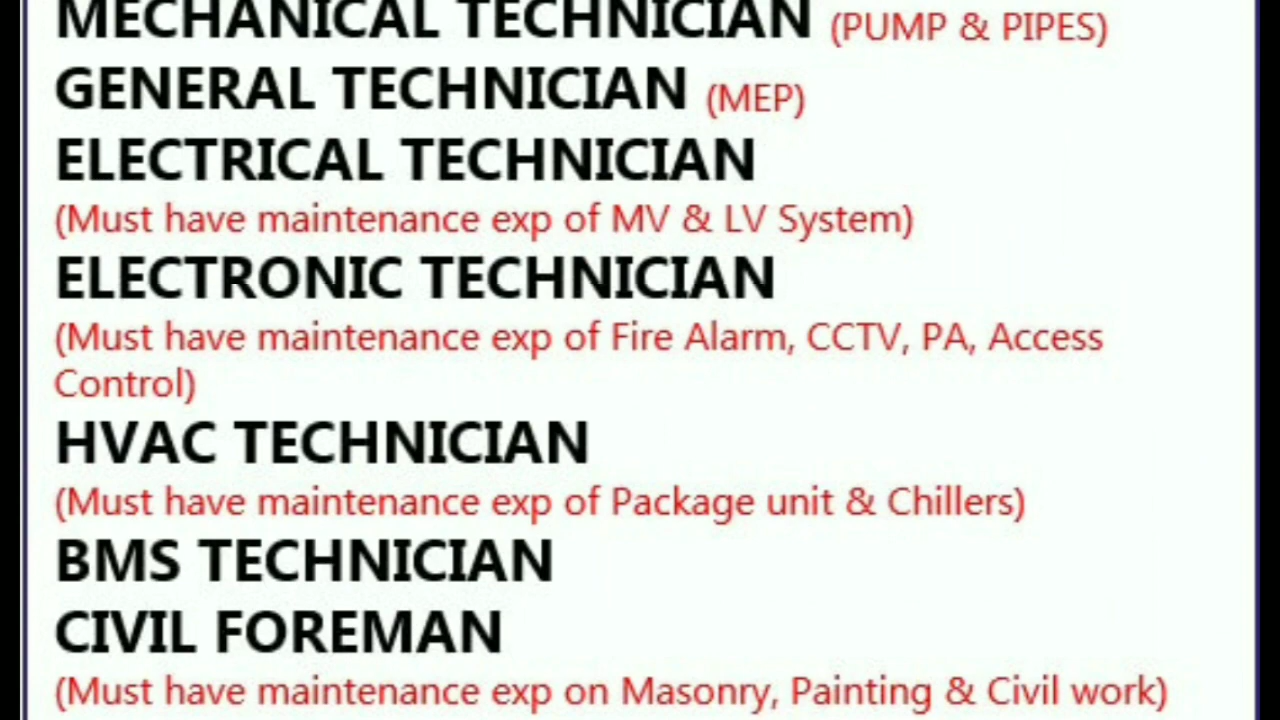 MECHANICAL TECHNICIAN (PUMP & PIPES)
GENERAL TECHNICIAN (MEP)
ELECTRICAL TECHNICIAN
(Must have maintenance exp of MV & LV System)
ELECTRONIC TECHNICIAN
(Must have maintenance exp of Fire Alarm, CCTV, PA, Access
Control)
HVAC TECHNICIAN
(Must have maintenance exp of Package unit & Chillers)
BMS TECHNICIAN
CIVIL FOREMAN
(Must have maintenance exp on Masonry, Painting & Civil work)